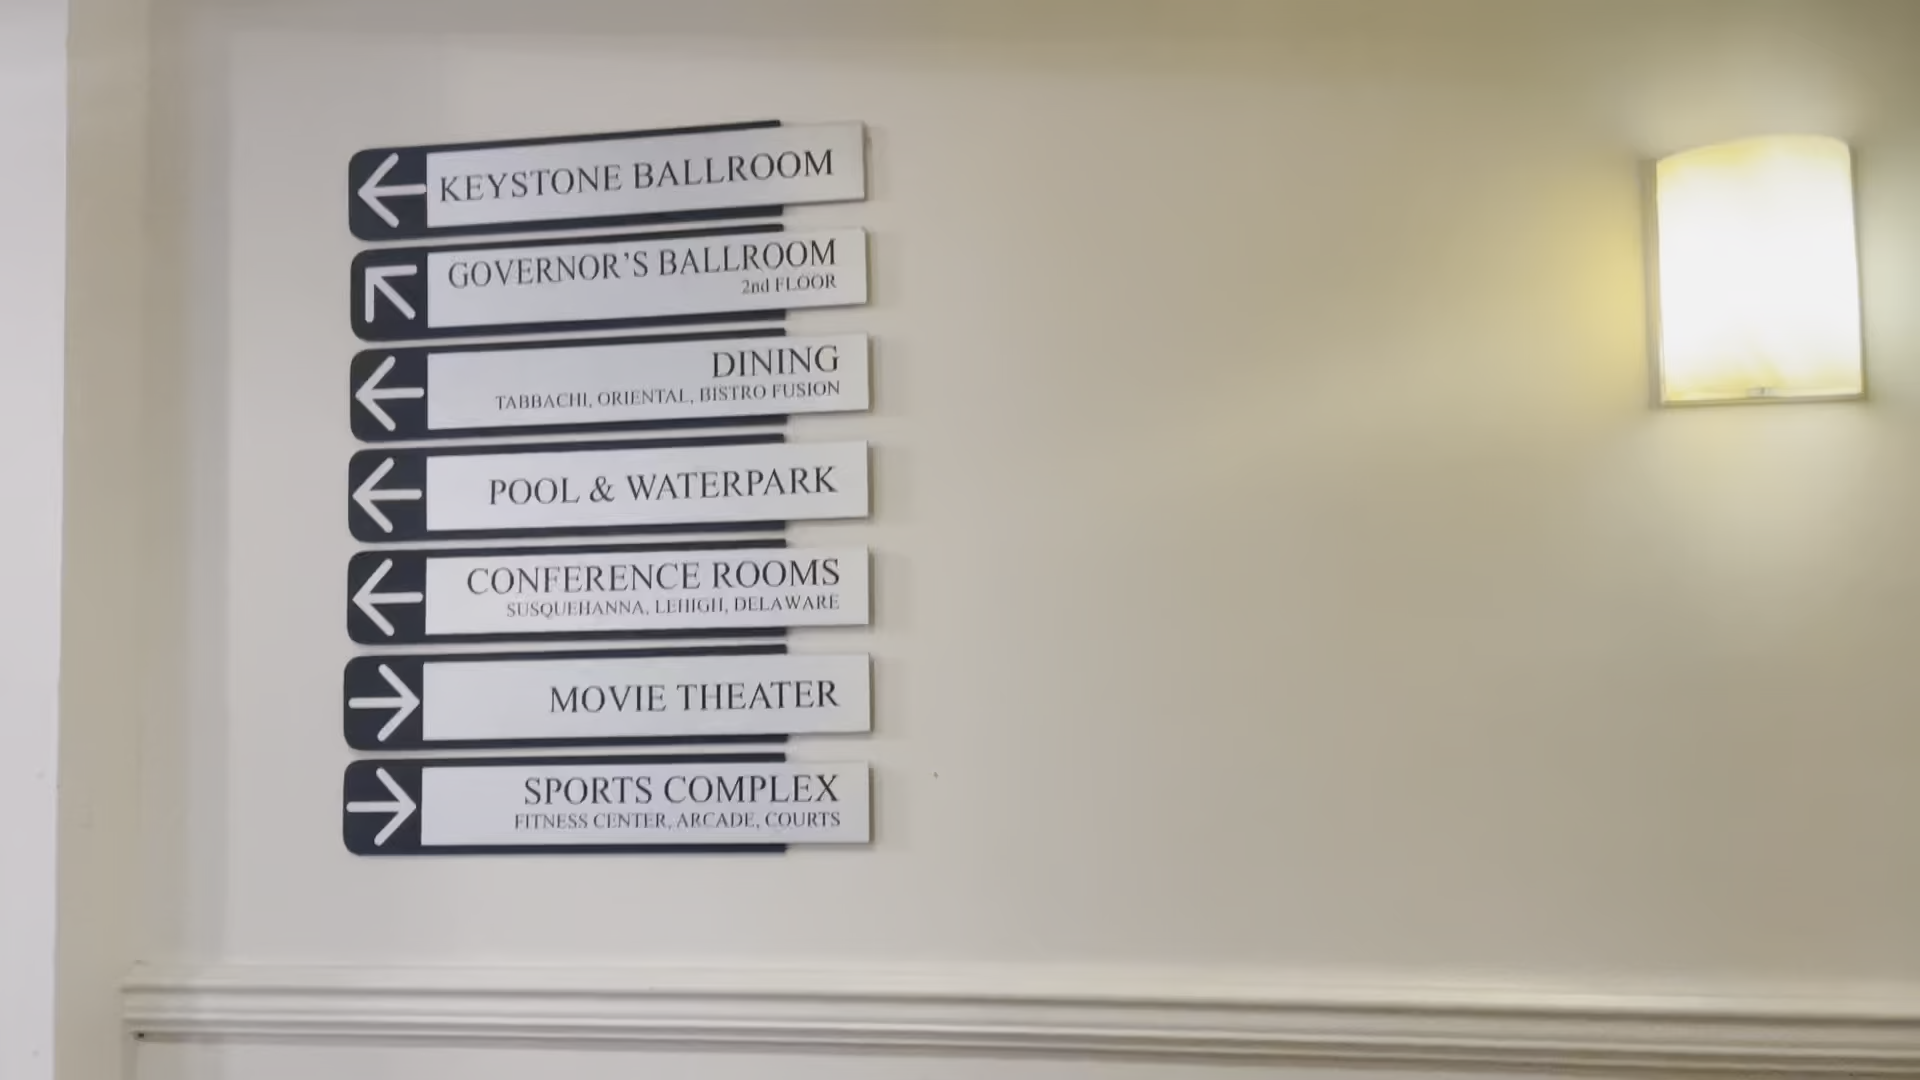 KEYSTONE BALLROOM
GOVERNOR'S BALLROOM
2nd FLOOR
DINING
TABBACHI, ORIENTAL, BISTRO FUSION
POOL & WATERPARK
CONFERENCE ROOMS
SUSQUEHANNA, LEHIGH, DELAWARE
MOVIE THEATER
SPORTS COMPLEX
FITNESS CENTER, ARCADE, COURTS